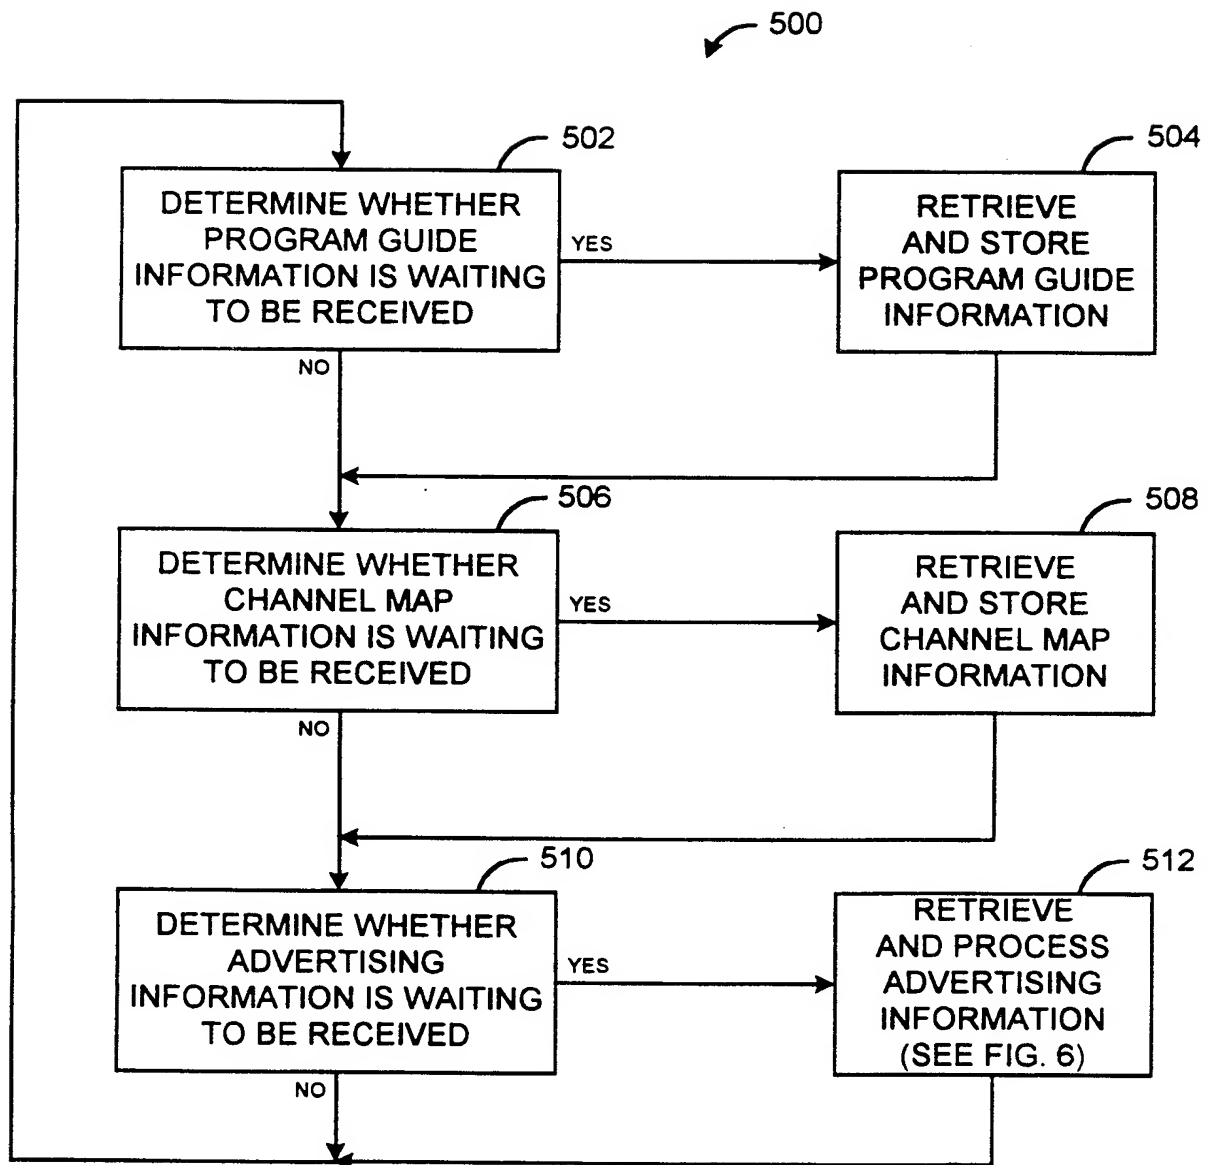 500
502
DETERMINE WHETHER
PROGRAM GUIDE
INFORMATION IS WAITING
TO BE RECEIVED
YES
NO
504
RETRIEVE
AND STORE
PROGRAM GUIDE
INFORMATION
506
DETERMINE WHETHER
CHANNEL MAP
INFORMATION IS WAITING
TO BE RECEIVED
YES
NO
508
RETRIEVE
AND STORE
CHANNEL MAP
INFORMATION
510
DETERMINE WHETHER
ADVERTISING
INFORMATION IS WAITING
TO BE RECEIVED
YES
NO
512
RETRIEVE
AND PROCESS
ADVERTISING
INFORMATION
(SEE FIG. 6)